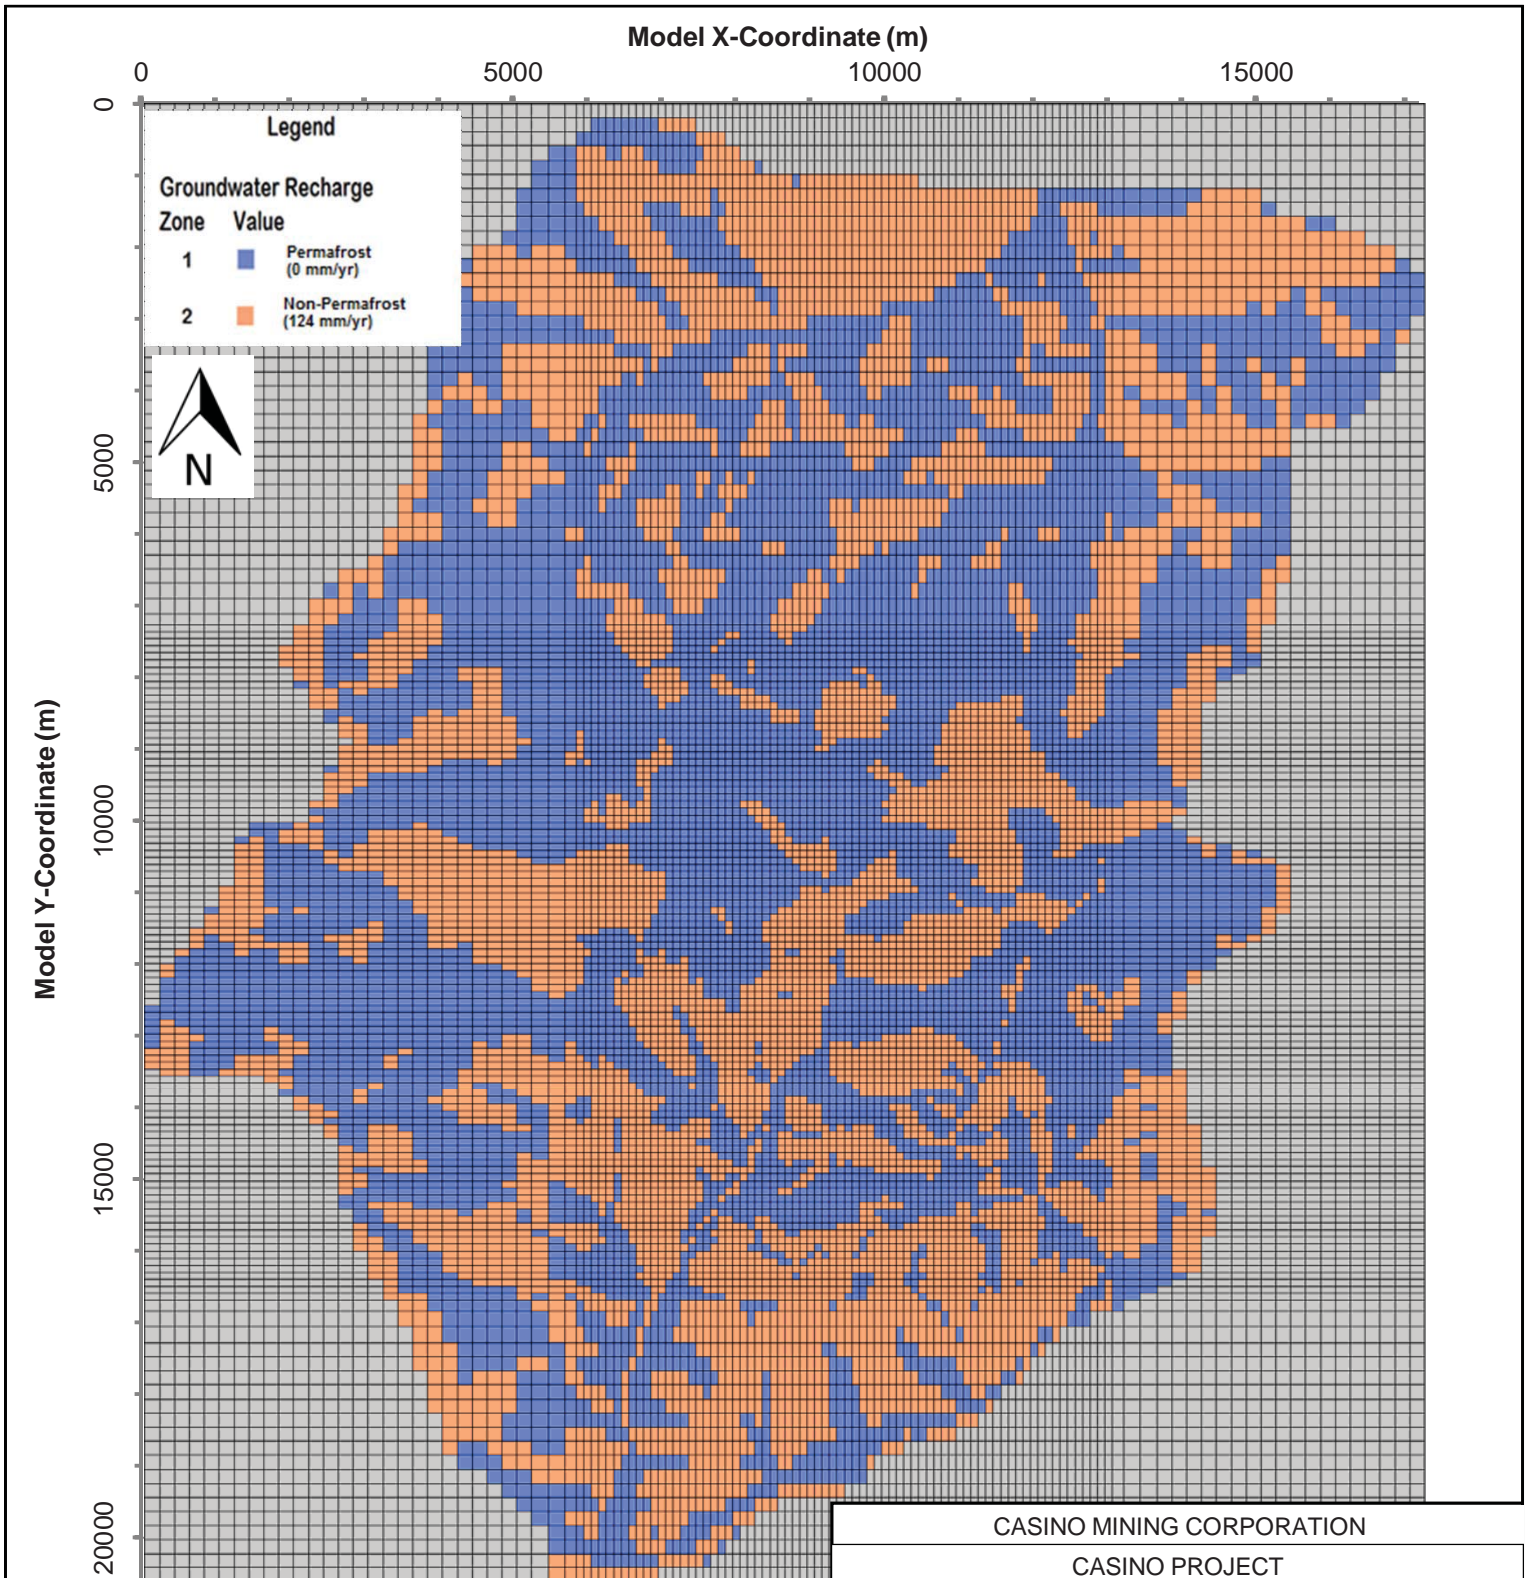 Model X-Coordinate (m)
0 5000 10000 15000
0
Legend
Groundwater Recharge
Zone Value
1 Permafrost
(0 mm/yr)
2 Non-Permafrost
(124 mm/yr)
N
5000
Model Y-Coordinate (m)
10000
15000
20000
CASINO MINING CORPORATION
CASINO PROJECT